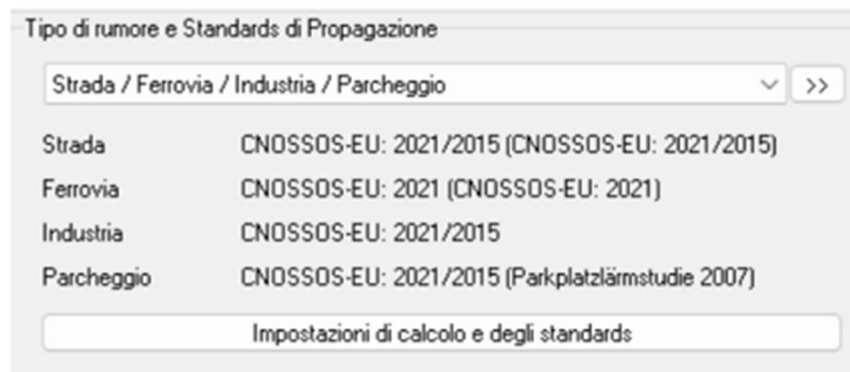 Tipo di rumore e Standards di Propagazione
Strada / Ferrovia / Industria / Parcheggio >>
Strada CNOSSOS-EU: 2021/2015 (CNOSSOS-EU: 2021/2015)
Ferrovia CNOSSOS-EU: 2021 (CNOSSOS-EU: 2021)
Industria CNOSSOS-EU: 2021/2015
Parcheggio CNOSSOS-EU: 2021/2015 (Parkplatzlärmstudie 2007)
Impostazioni di calcolo e degli standards